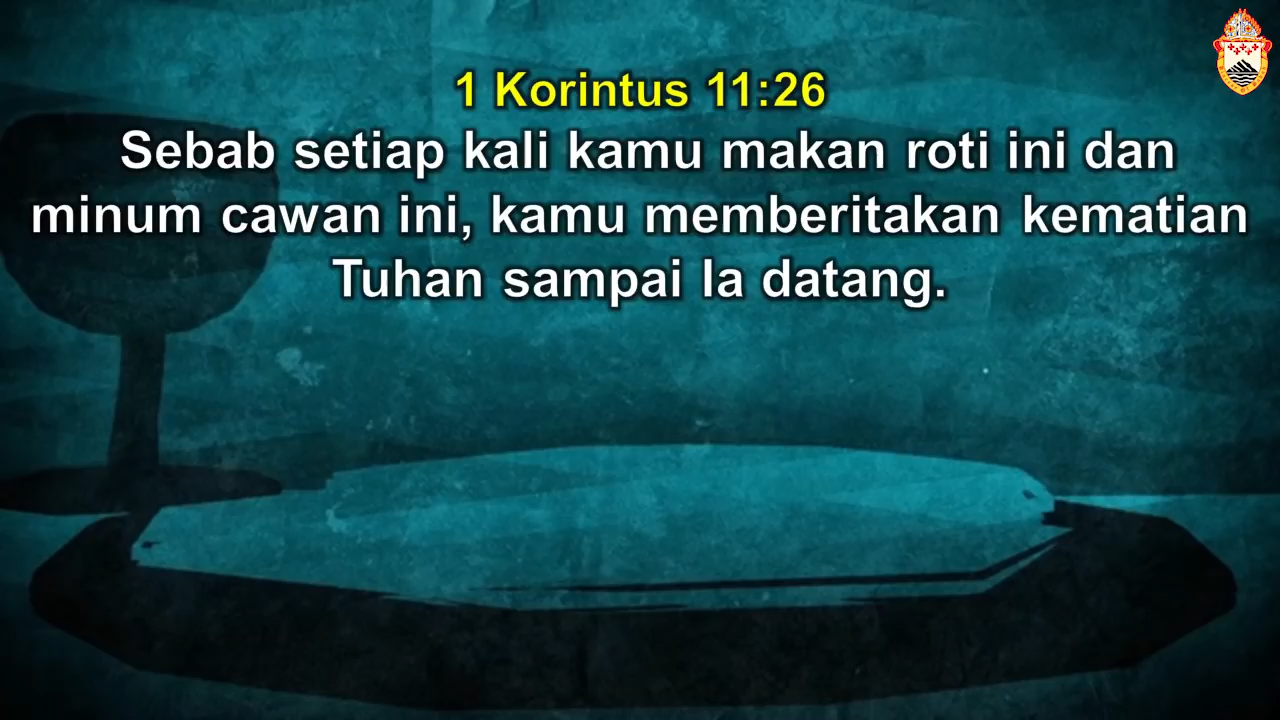 1 Korintus 11:26
Sebab setiap kali kamu makan roti ini dan
minum cawan ini, kamu memberitakan kematian
Tuhan sampai Ia datang.